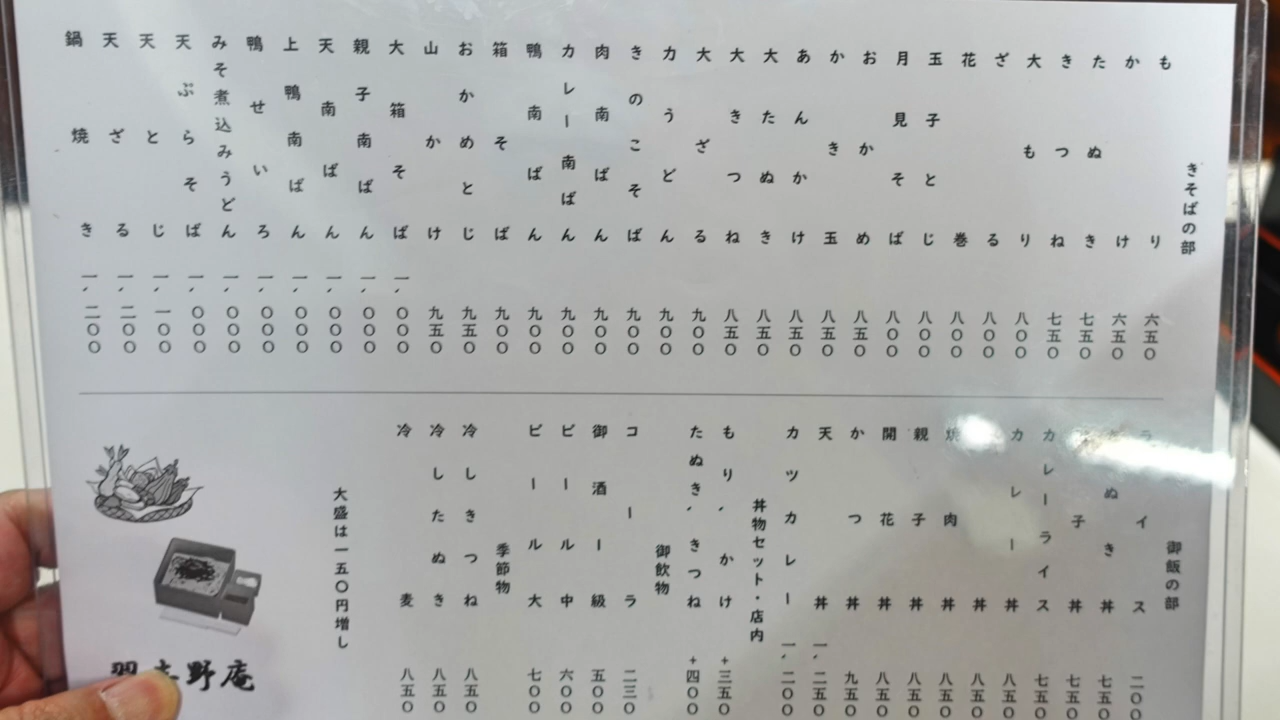 きそばの部
もり 六五〇
かけ 六五〇
たぬき 七五〇
きつね 七五〇
大もり 八〇〇
ざる 八〇〇
花巻 八〇〇
玉子とじ 八〇〇
月見そば 八〇〇
おかめ 八五〇
かき玉 八五〇
あんかけ 八五〇
大たぬき 八五〇
大きつね 八五〇
大ざる 九〇〇
力うどん 九〇〇
きのこそば 九〇〇
肉南ばん 九〇〇
カレー南ばん 九〇〇
鴨南ばん 九〇〇
箱そば 九〇〇
おかめとじ 九五〇
山かけ 九五〇
大箱そば 一、〇〇〇
親子南ばん 一、〇〇〇
天南ばん 一、〇〇〇
上鴨南ばん 一、〇〇〇
鴨せいろ 一、〇〇〇
みそ煮込みうどん 一、〇〇〇
天ぷらそば 一、〇〇〇
天とじ 一、一〇〇
天ざる 一、二〇〇
鍋焼き 一、二〇〇
御飯の部
ライス 二〇〇
たぬき丼 七五〇
子丼 七五〇
カレーライス 七五〇
カレー丼 八五〇
丼 八五〇
焼肉丼 八五〇
親子丼 八五〇
開花丼 八五〇
かつ丼 九五〇
天丼 一、二五〇
カツカレー 一、二〇〇
丼物セット・店内
もり、かけ +三五〇
たぬき、きつね +四〇〇
御飲物
コーラ 二三〇
御酒一級 五〇〇
ビール中 六〇〇
ビール大 七〇〇
季節物
冷しきつね 八五〇
冷したぬき 八五〇
冷麦 八五〇
大盛は一五〇円増し
野庵